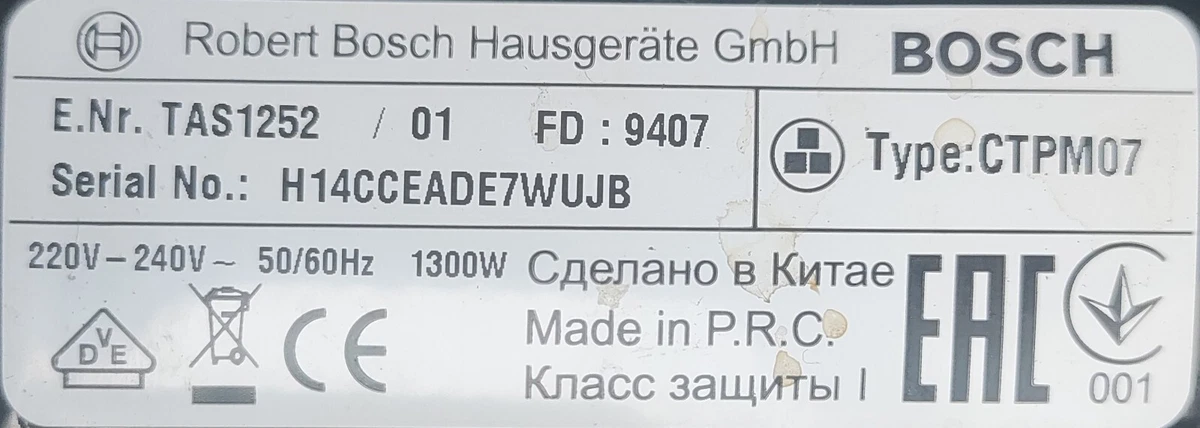 Robert Bosch Hausgeräte GmbH BOSCH
E.Nr. TAS1252 / 01 FD : 9407
Serial No.: H14CCEADE7WUJB
Type:CTPM07
220V–240V~ 50/60Hz 1300W
Сделано в Китае
Made in P.R.C.
Класс защиты I
VDE
CE
EAC
001